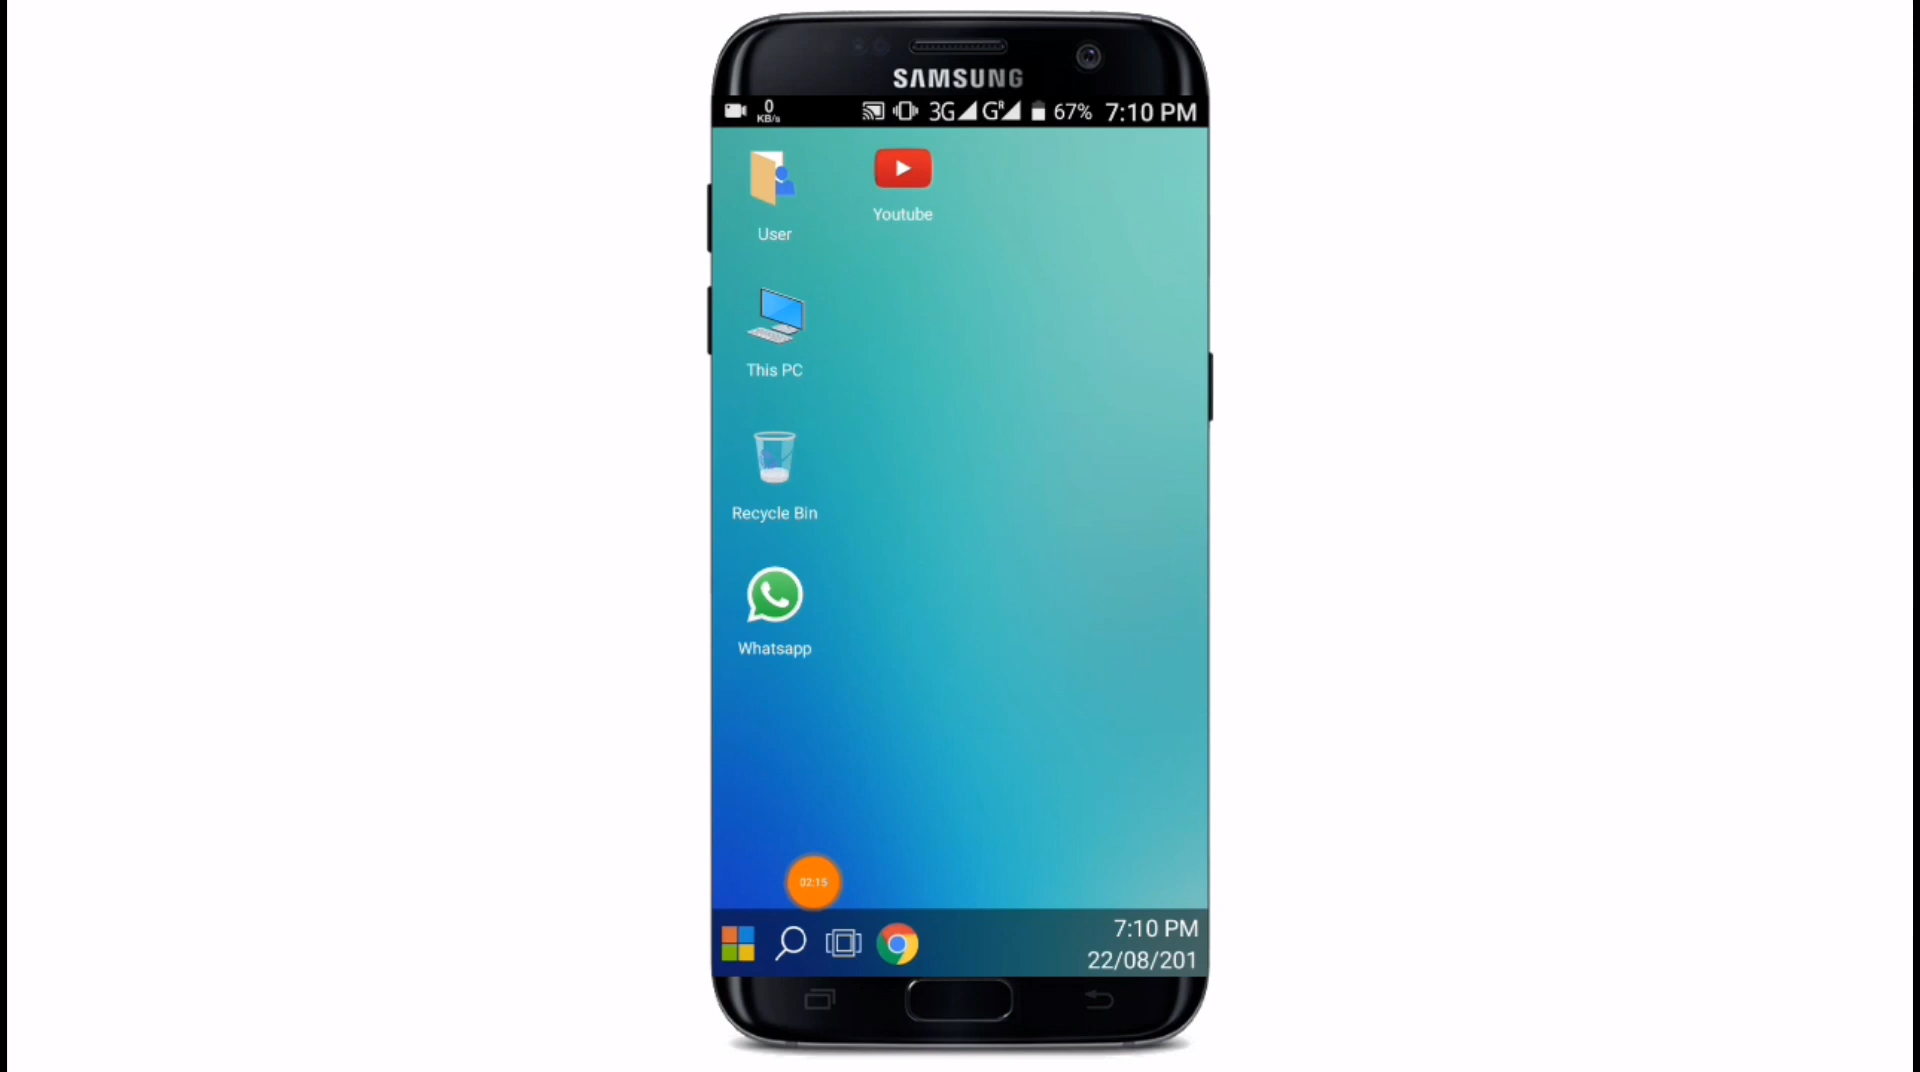 SAMSUNG
0
KB/s
3G G R 67% 7:10 PM
User
Youtube
This PC
Recycle Bin
Whatsapp
02:15
7:10 PM
22/08/201